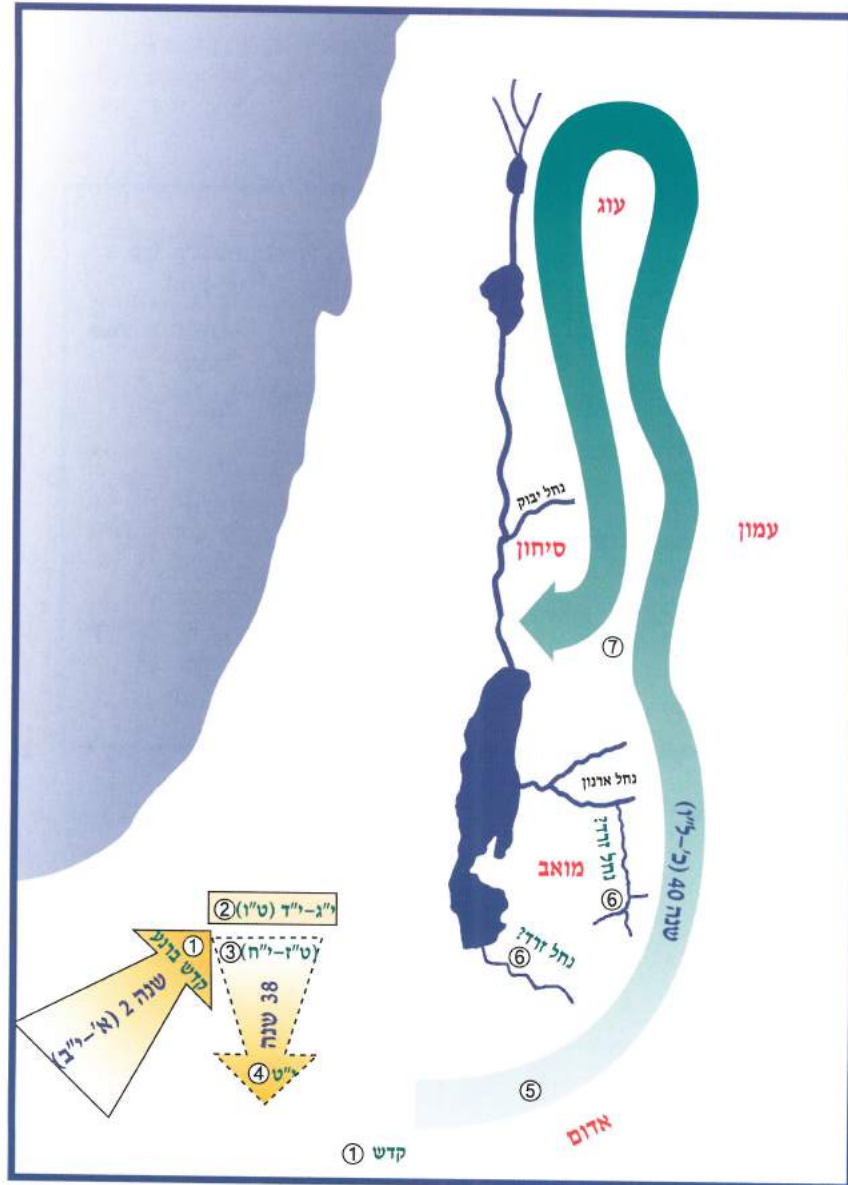 עוג
נחל יבוק
סיחון
עמון
⑦
נחל ארנון
נחל זרד?
מואב
⑥
נחל זרד?
⑥
שנה 40 (כ'–ל"ו)
② י"ג–י"ד (ט"ו)
① קדש ברנע
שנה 2 (א'–י"ב)
③ (ט"ז–י"ח)
38 שנה
④ י"ט
⑤
אדום
קדש ①